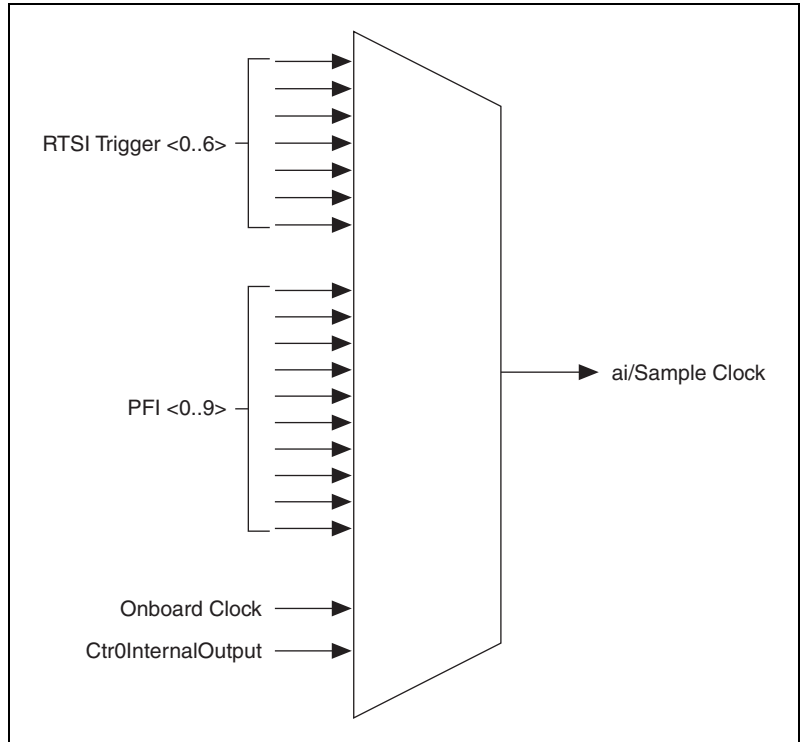 RTSI Trigger <0..6>
PFI <0..9>
ai/Sample Clock
Onboard Clock
Ctr0InternalOutput